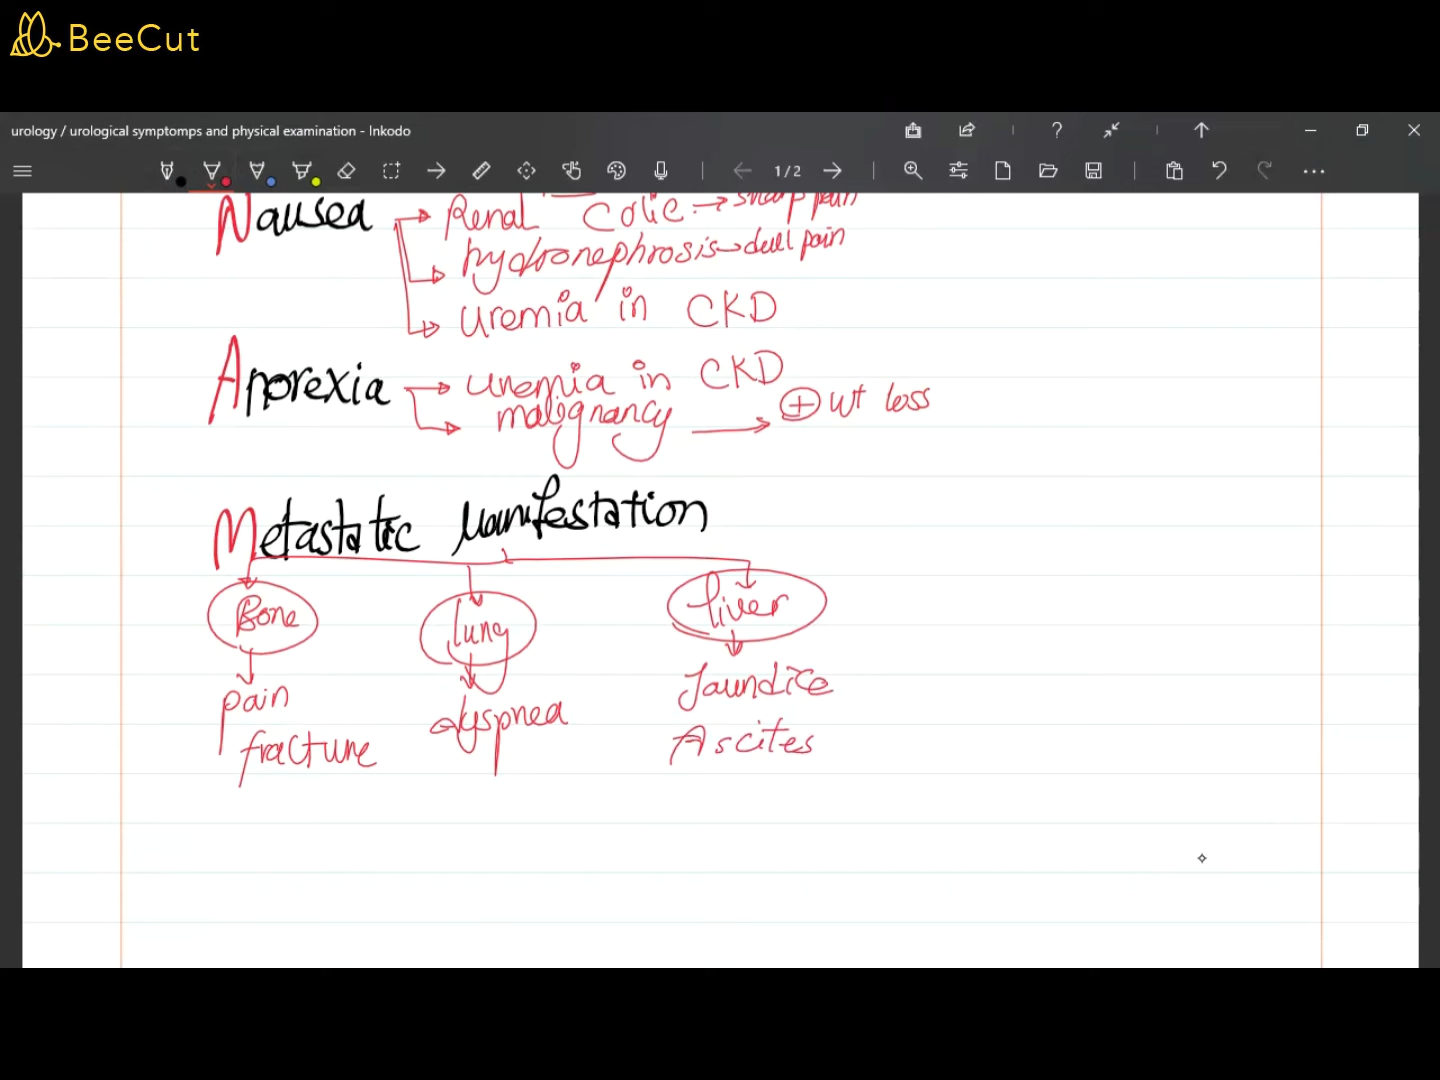 BeeCut
urology / urological symptomps and physical examination - Inkodo
1/2
Nausea → Renal Colic → sharp pain
hydronephrosis → dull pain
uremia in CKD
Anorexia → uremia in CKD
malignancy → + wt loss
Metastatic Manifestation
Bone Lung Liver
pain dyspnea Jaundice
fracture Ascites